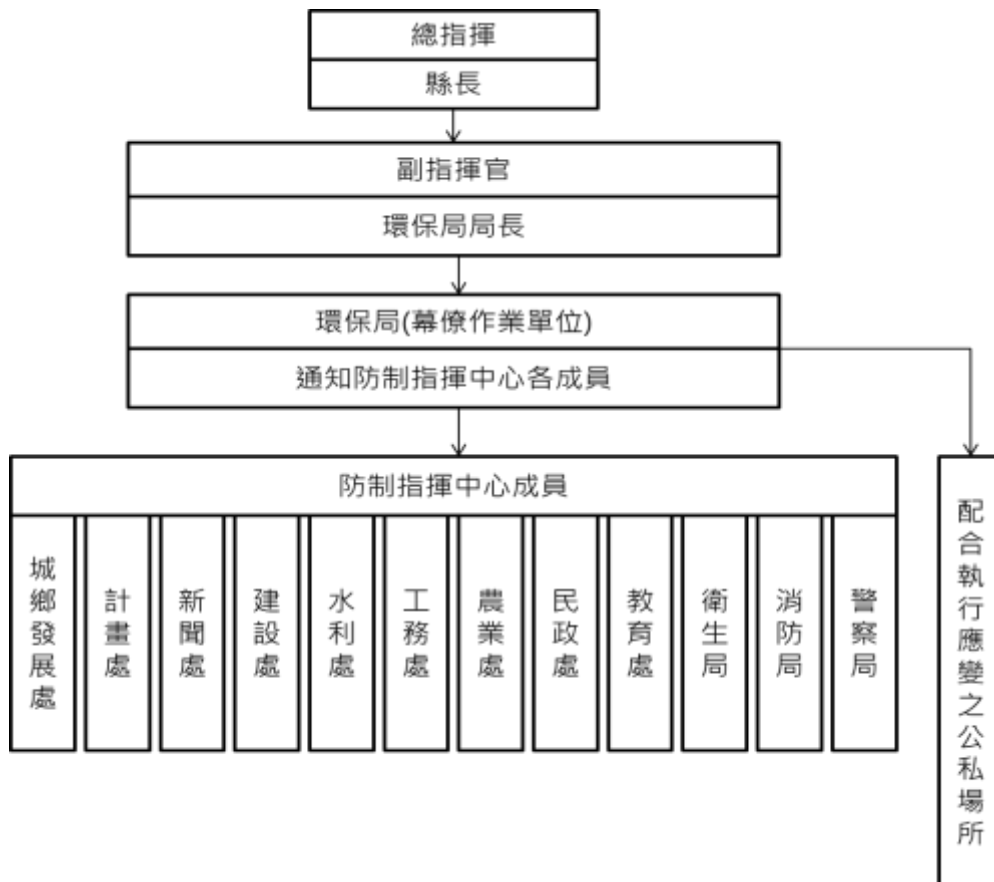 總指揮
縣長
副指揮官
環保局局長
環保局(幕僚作業單位)
通知防制指揮中心各成員
防制指揮中心成員
城鄉發展處
計畫處
新聞處
建設處
水利處
工務處
農業處
民政處
教育處
衛生局
消防局
警察局
配合執行應變之公私場所